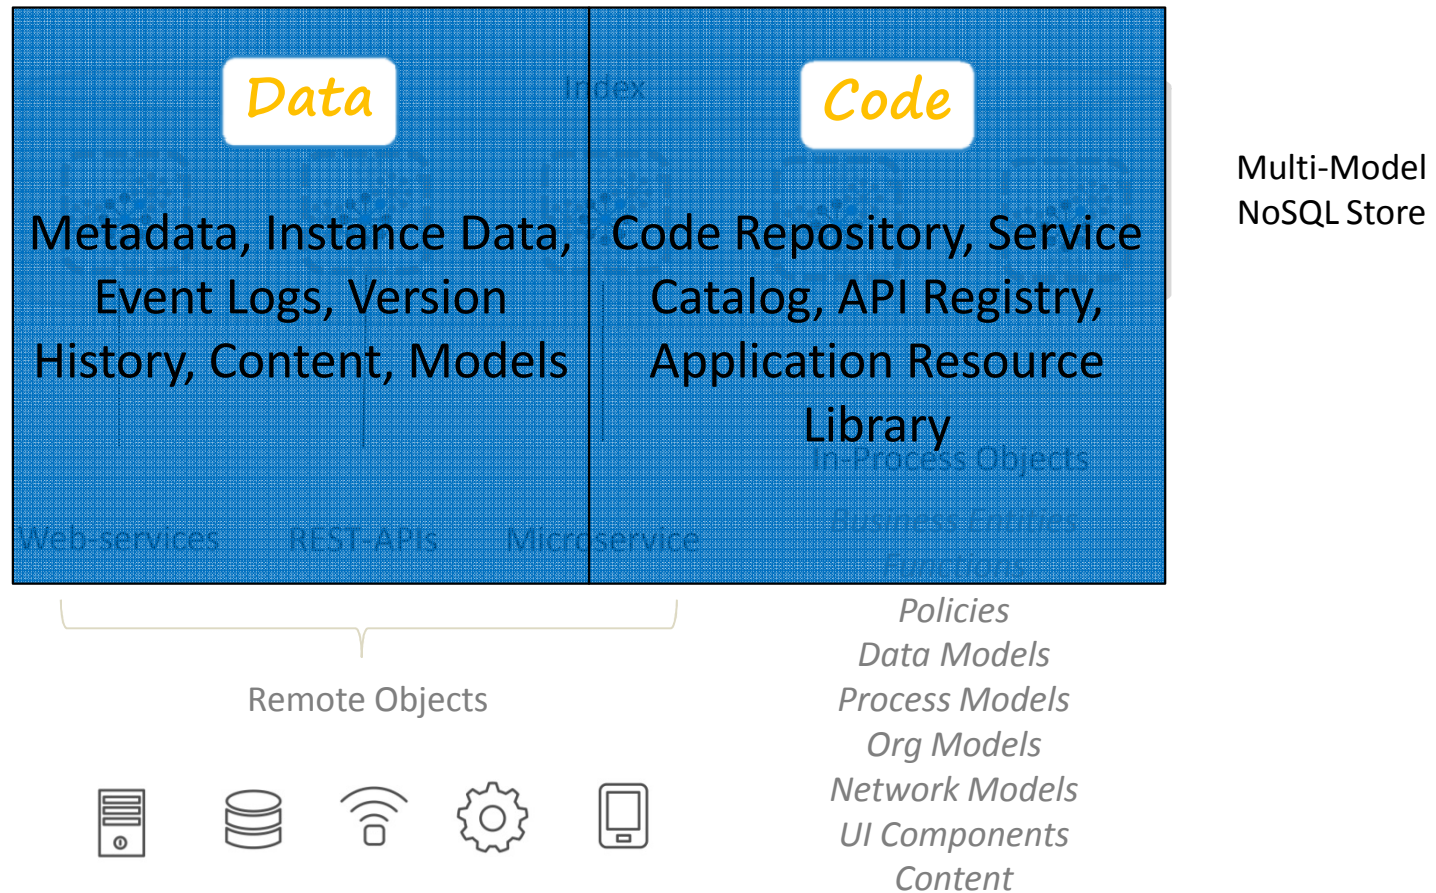 Data
Index
Code
Multi-Model
NoSQL Store
Metadata, Instance Data,
Event Logs, Version
History, Content, Models
Code Repository, Service
Catalog, API Registry,
Application Resource
Library
In-Process Objects
Web-services
REST-APIs
Microservice
Business Entities
Functions
Policies
Data Models
Process Models
Org Models
Network Models
UI Components
Content
Remote Objects